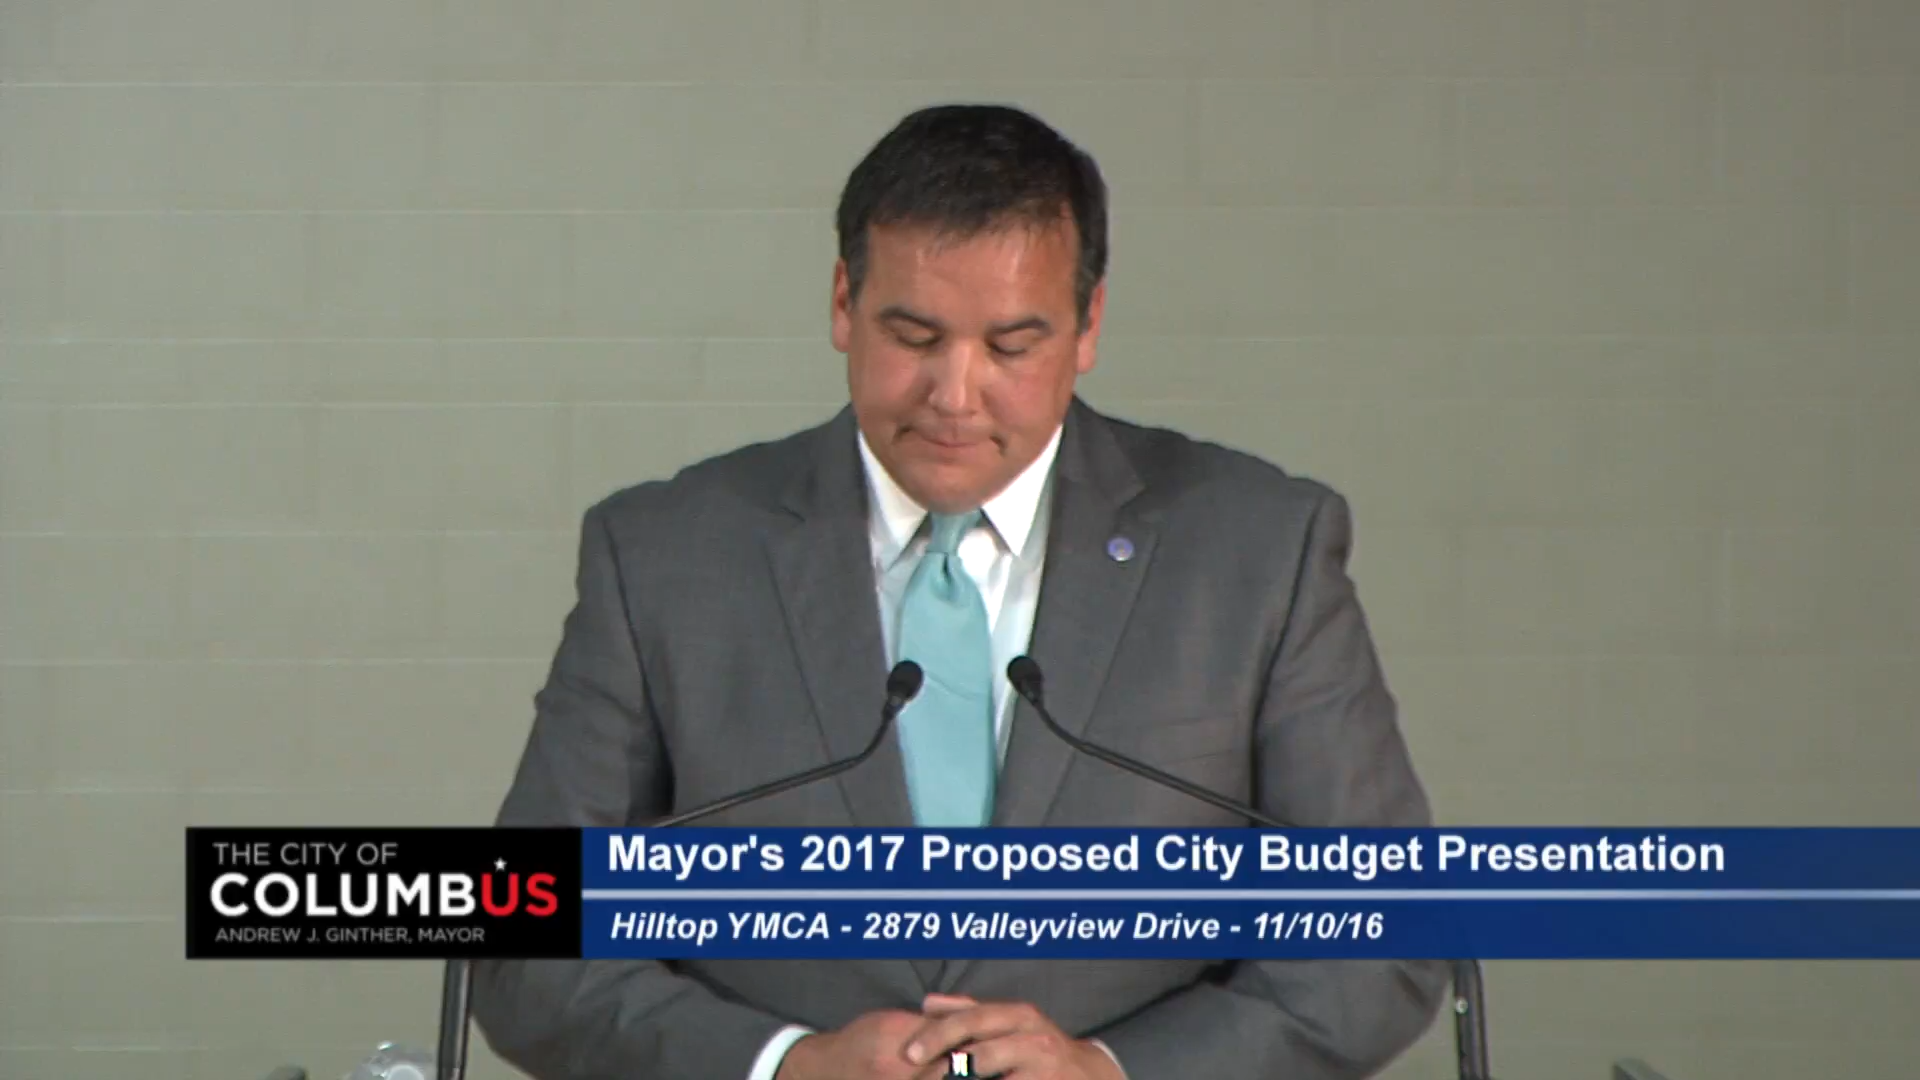 THE CITY OF
COLUMBUS
ANDREW J. GINTHER, MAYOR
Mayor's 2017 Proposed City Budget Presentation
Hilltop YMCA - 2879 Valleyview Drive - 11/10/16